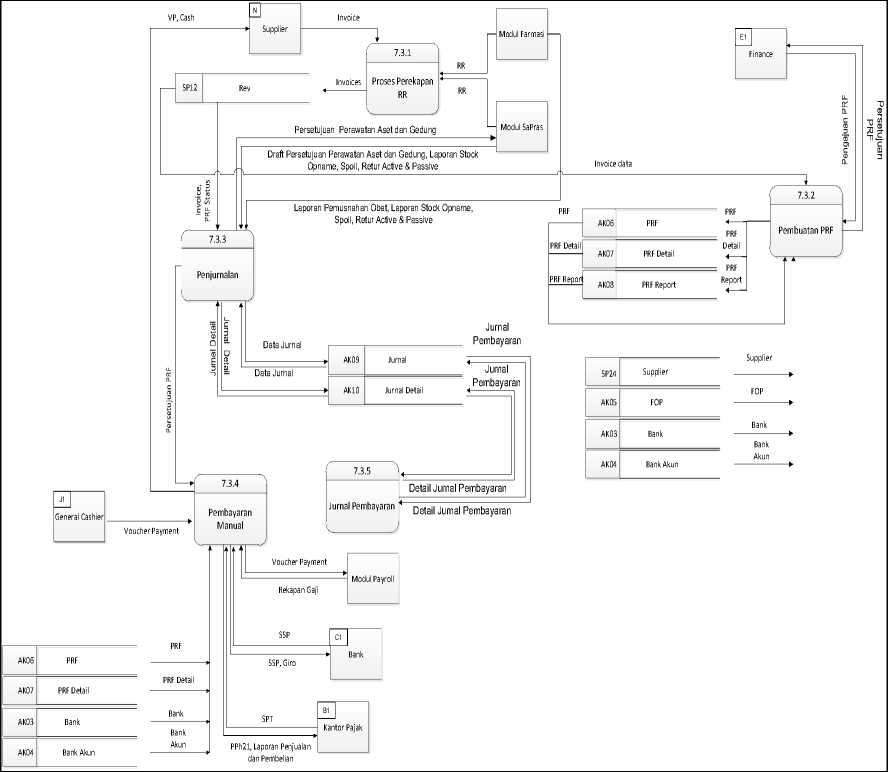 VP, Cash
N
Supplier
Invoice
7.3.1
Proses Perekapan
RR
Modul Farmasi
RR
RR
Modul SaPras
E1
Finance
Pengajuan PRF
Persetujuan
PRF
SP12
Rev
Invoices
Persetujuan Perawatan Aset dan Gedung
Draft Persetujuan Perawatan Aset dan Gedung, Laporan Stock
Opname, Spoil, Retur Active & Passive
Invoice data
Invoice,
PRF Status
Laporan Pemusnahan Obet, Laporan Stock Opname,
Spoil, Retur Active & Passive
7.3.2
Pembuatan PRF
PRF
AK06
PRF
PRF
PRF Detail
AK07
PRF Detail
PRF
Detail
PRF Report
AK08
PRF Report
PRF
Report
7.3.3
Penjurnalan
Jurnal Detail
Jurnal Detail
Data Jurnal
Data Jurnal
AK09
Jurnal
AK10
Jurnal Detail
Jurnal
Pembayaran
Jurnal
Pembayaran
Persetujuan PRF
SP24
Supplier
Supplier
AK05
FOP
FOP
AK03
Bank
Bank
AK04
Bank Akun
Bank
Akun
7.3.4
Pembayaran
Manual
7.3.5
Jurnal Pembayaran
Detail Jurnal Pembayaran
Detail Jurnal Pembayaran
J1
General Cashier
Voucher Payment
Voucher Payment
Rekapan Gaji
Modul Payroll
SSP
SSP, Giro
C1
Bank
SPT
PPh21, Laporan Penjualan
dan Pembelian
B1
Kantor Pajak
AK06
PRF
PRF
AK07
PRF Detail
PRF Detail
AK03
Bank
Bank
AK04
Bank Akun
Bank
Akun